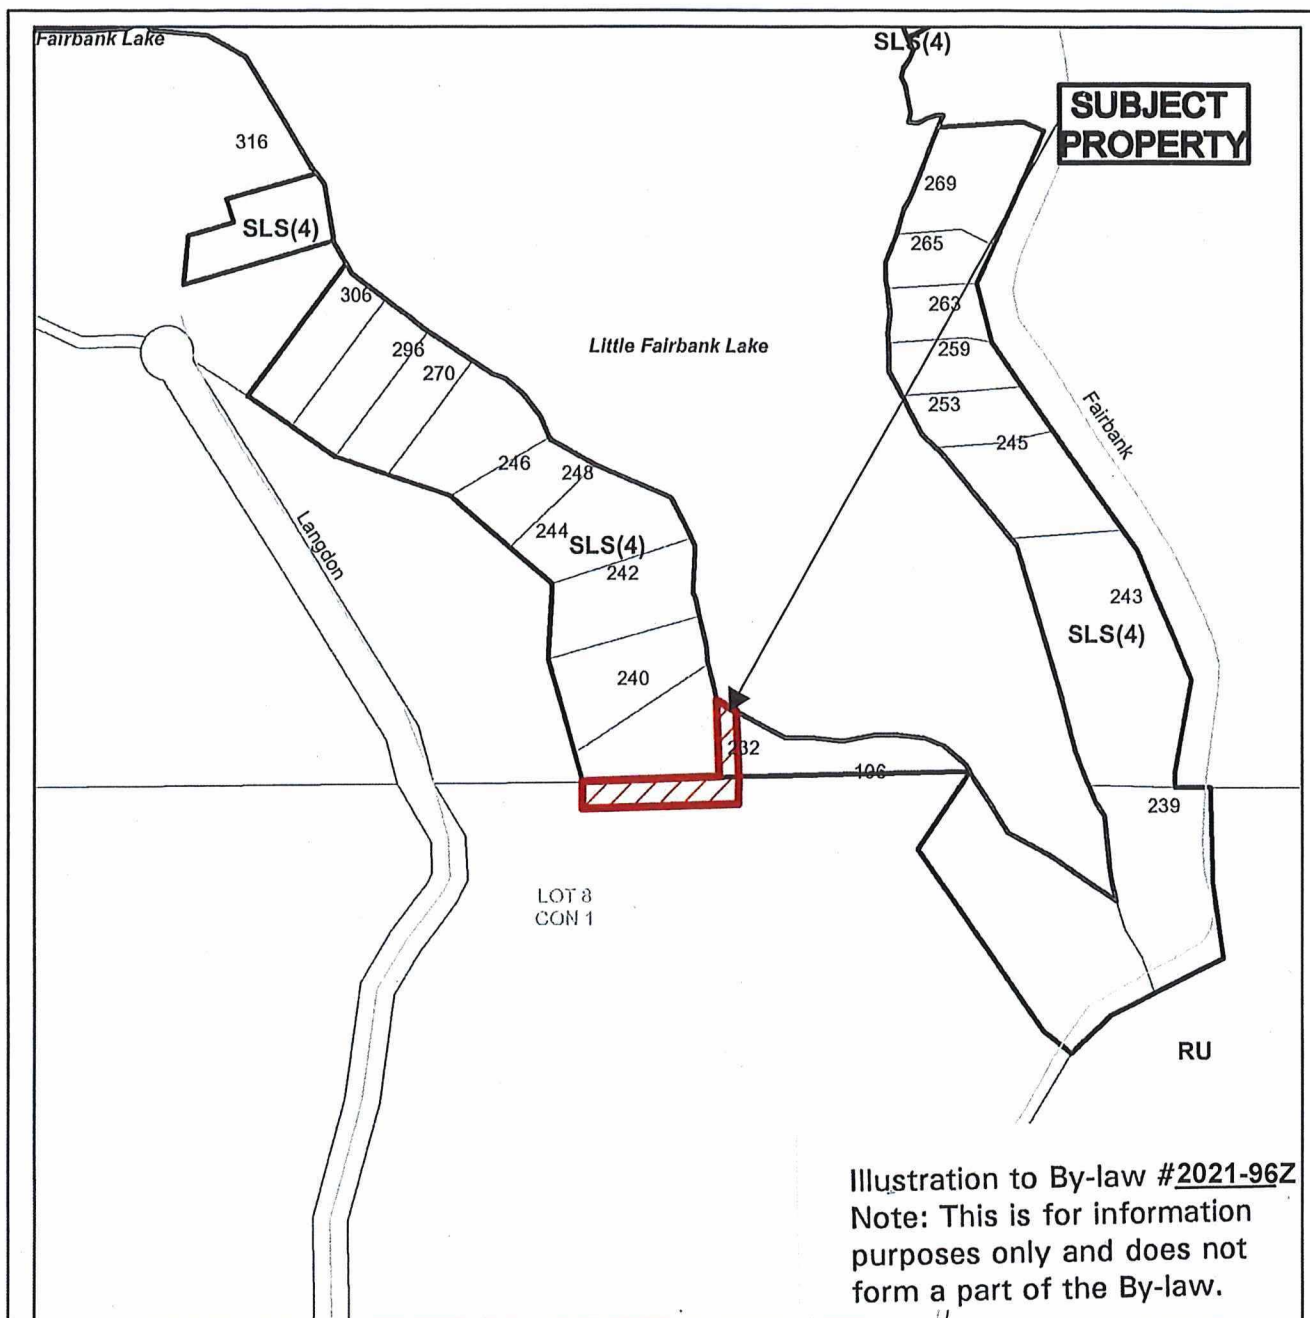 Fairbank Lake
SLS(4)
SUBJECT
PROPERTY
316
269
SLS(4)
265
306
263
296
Little Fairbank Lake
259
270
253
Fairbank
245
246
248
Langdon
244
SLS(4)
242
243
SLS(4)
240
232
106
239
LOT 8
CON 1
RU
Illustration to By-law #2021-96Z
Note: This is for information
purposes only and does not
form a part of the By-law.